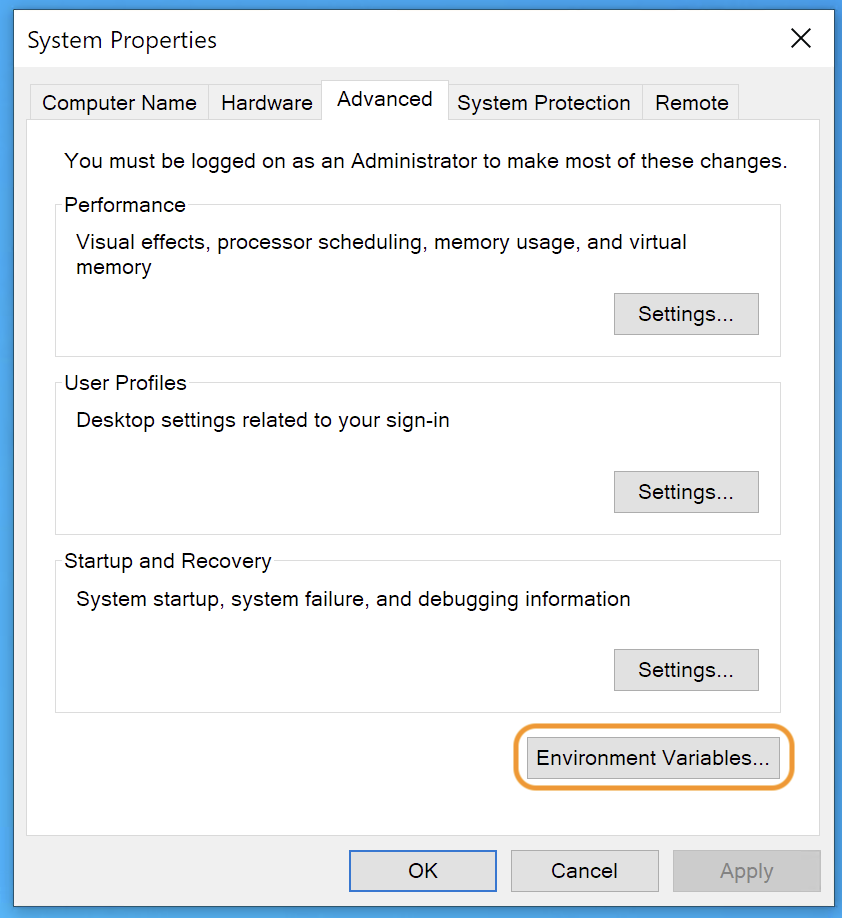 System Properties
Computer Name
Hardware
Advanced
System Protection
Remote
You must be logged on as an Administrator to make most of these changes.
Performance
Visual effects, processor scheduling, memory usage, and virtual
memory
Settings...
User Profiles
Desktop settings related to your sign-in
Settings...
Startup and Recovery
System startup, system failure, and debugging information
Settings...
Environment Variables...
OK
Cancel
Apply